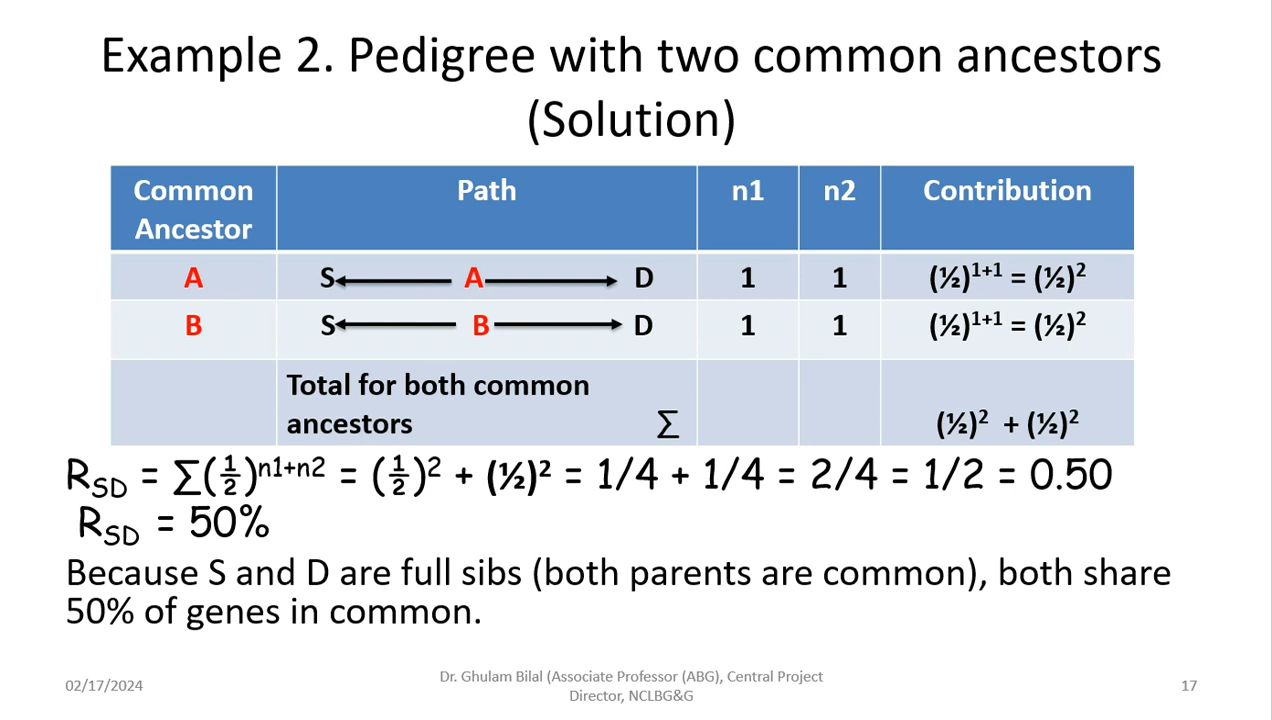 Example 2. Pedigree with two common ancestors
(Solution)
Common Ancestor Path n1 n2 Contribution
A S A D 1 1 (½)¹⁺¹ = (½)²
B S B D 1 1 (½)¹⁺¹ = (½)²
Total for both common
ancestors ∑ (½)² + (½)²
R_SD = ∑(½)ⁿ¹⁺ⁿ² = (½)² + (½)² = 1/4 + 1/4 = 2/4 = 1/2 = 0.50
R_SD = 50%
Because S and D are full sibs (both parents are common), both share
50% of genes in common.
02/17/2024
Dr. Ghulam Bilal (Associate Professor (ABG), Central Project
Director, NCLBG&G
17